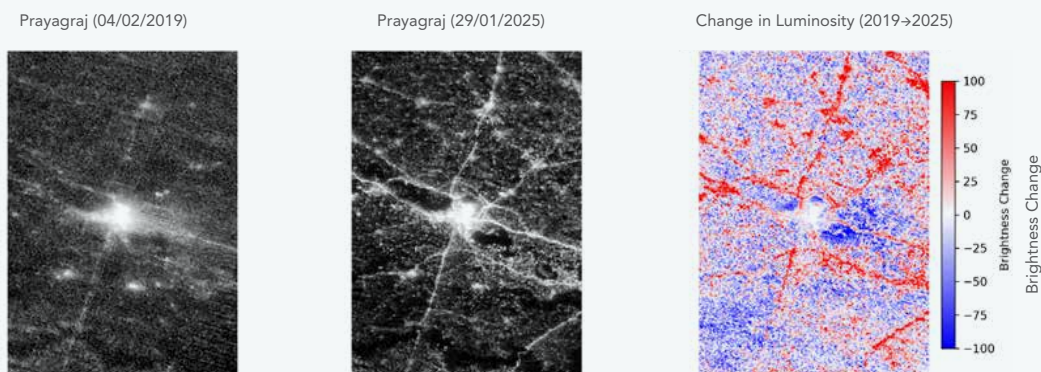 Prayagraj (04/02/2019)
Prayagraj (29/01/2025)
Change in Luminosity (2019→2025)
100
75
50
25
0
−25
−50
−75
−100
Brightness Change
Brightness Change